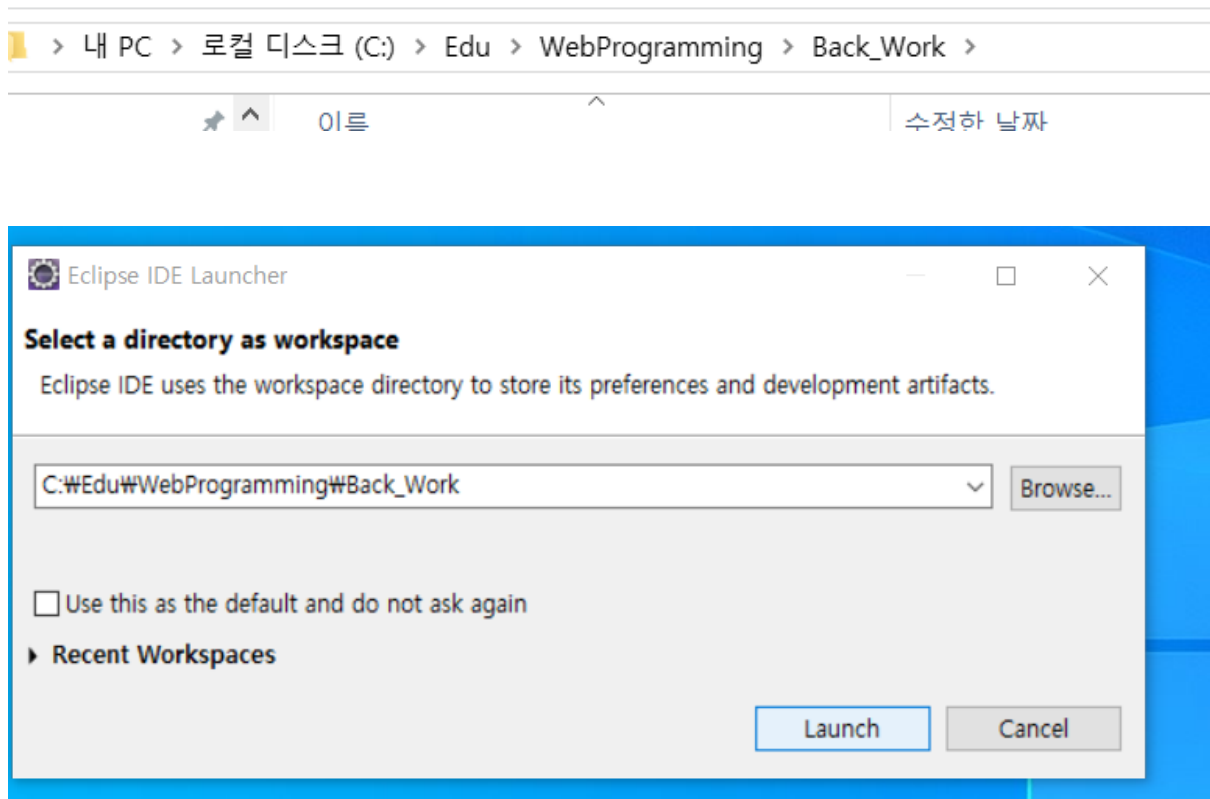 내 PC > 로컬 디스크 (C:) > Edu > WebProgramming > Back_Work >
이름 수정한 날짜
Eclipse IDE Launcher
Select a directory as workspace
Eclipse IDE uses the workspace directory to store its preferences and development artifacts.
C:₩Edu₩WebProgramming₩Back_Work Browse...
Use this as the default and do not ask again
Recent Workspaces
Launch Cancel